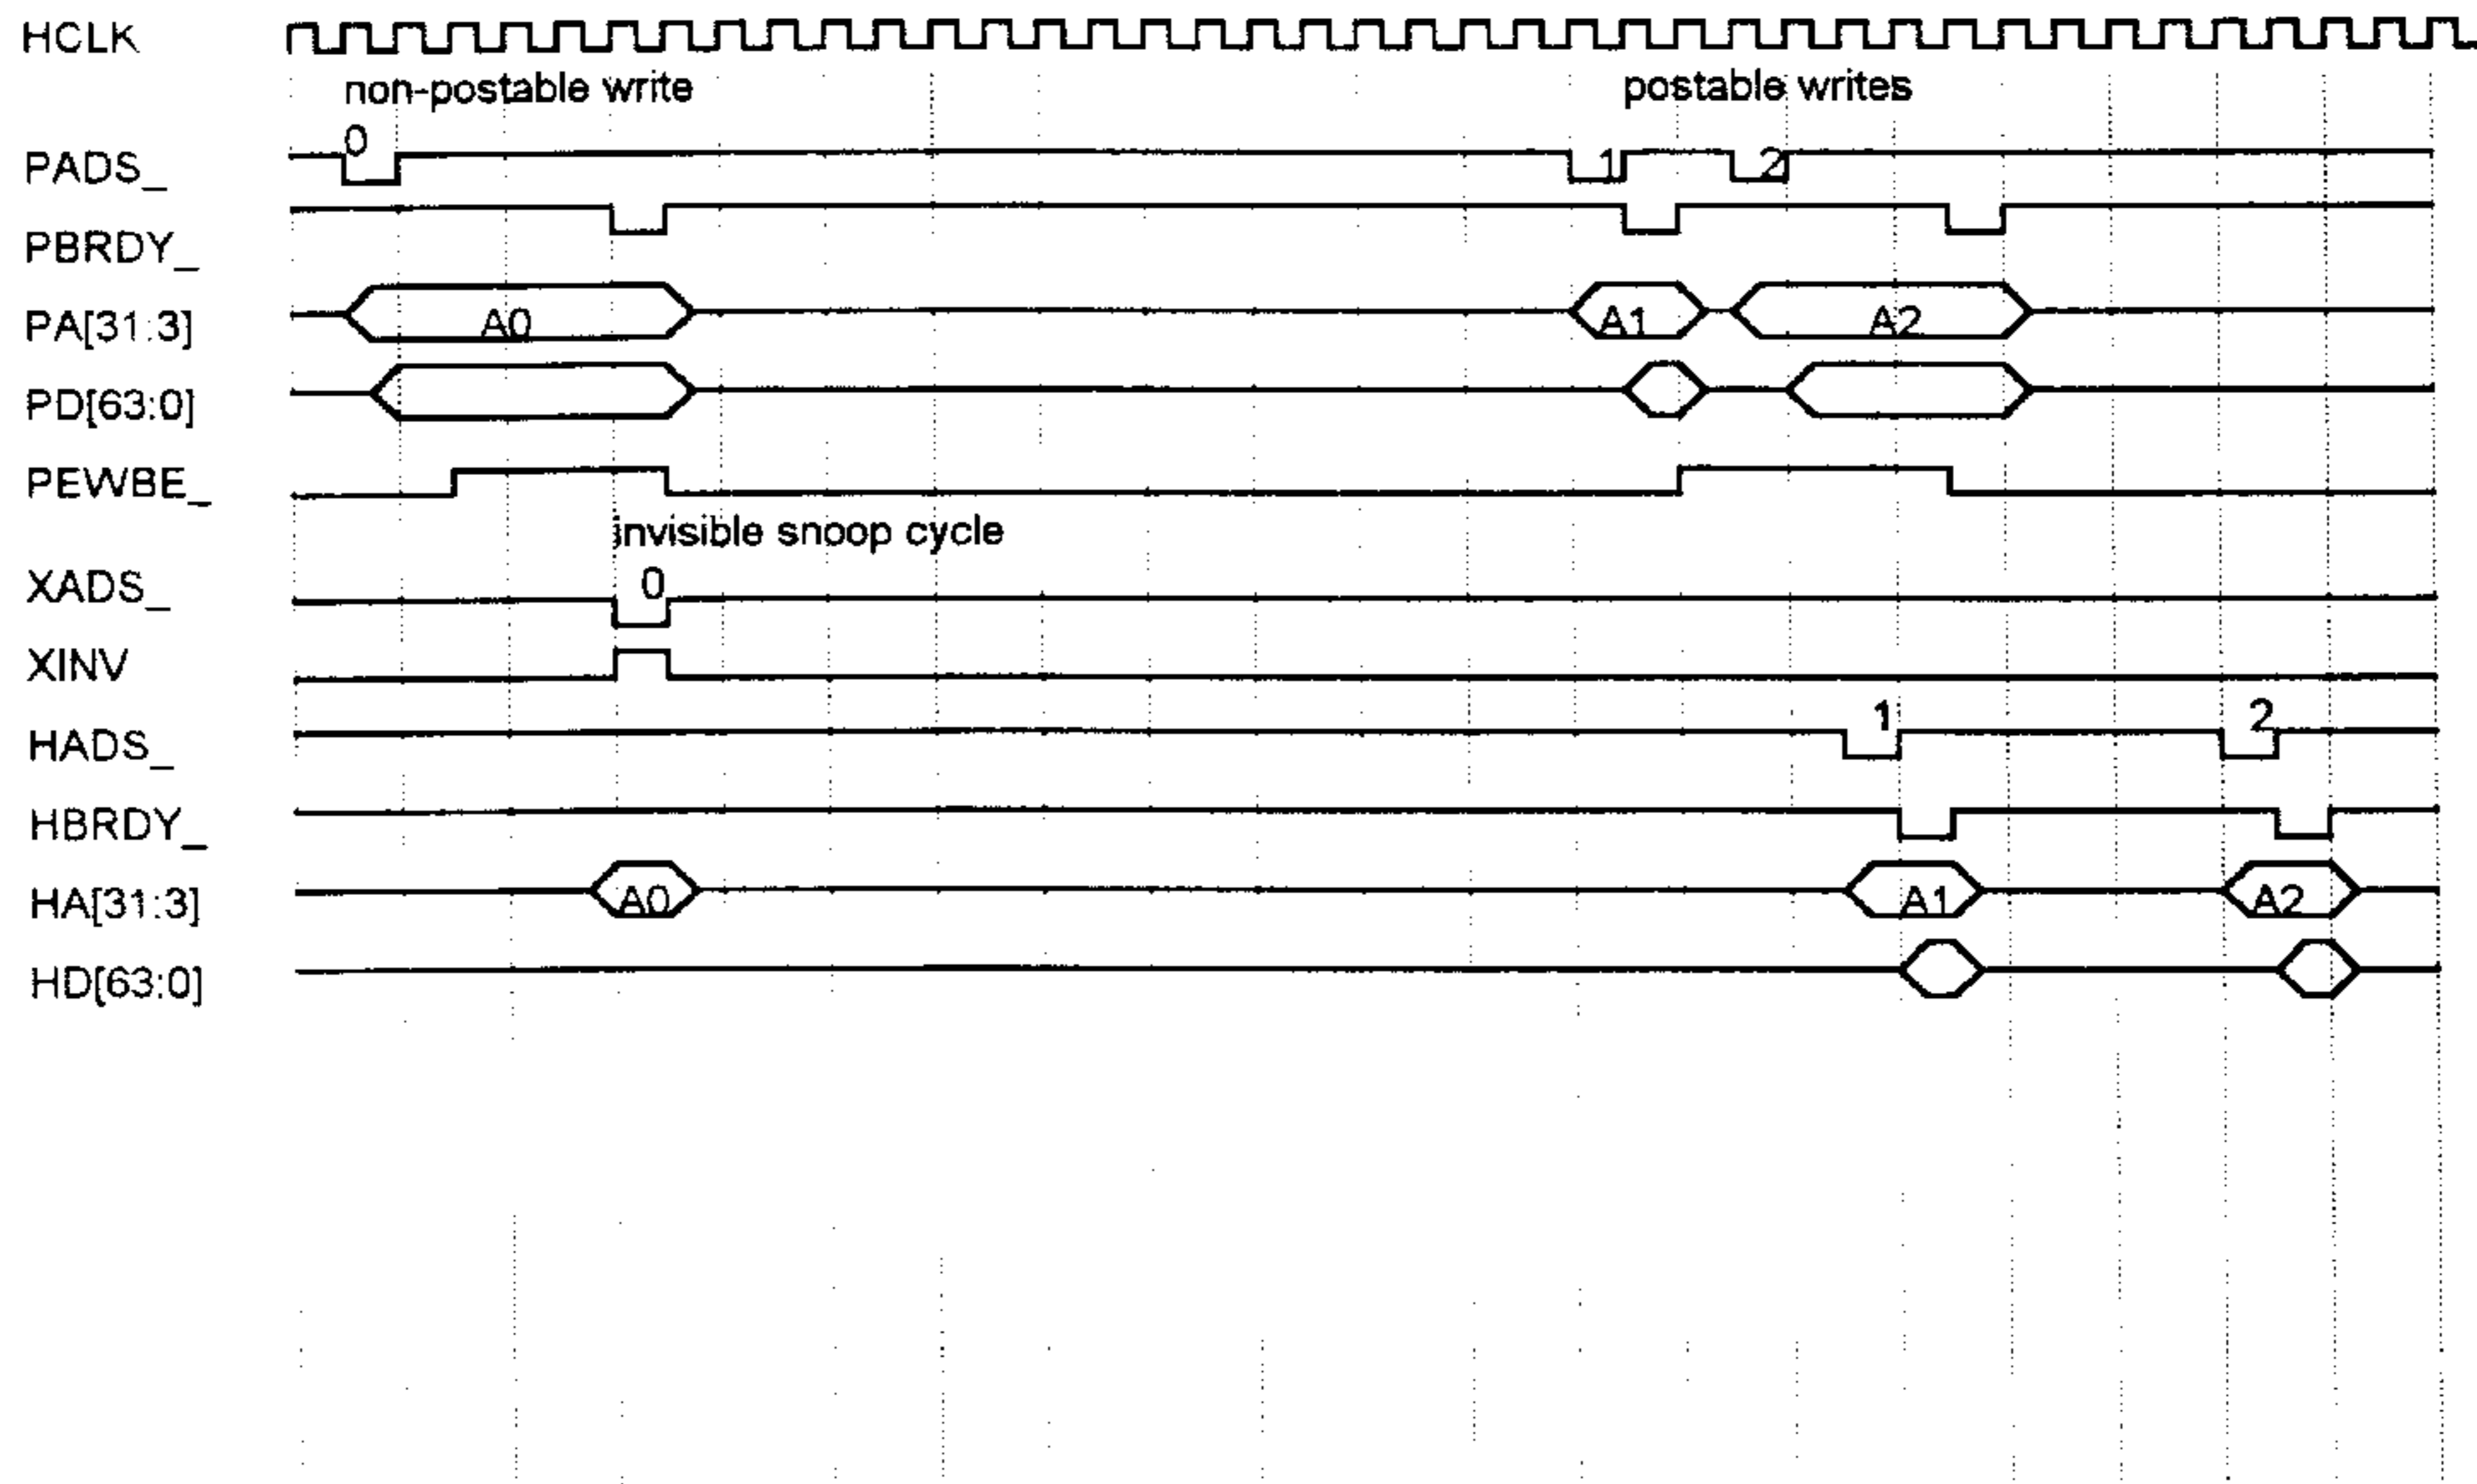 HCLK
non-postable write postable writes
0
PADS_ 1 2
PBRDY_
PA[31:3] A0 A1 A2
PD[63:0]
PEWBE_
invisible snoop cycle
XADS_ 0
XINV
1 2
HADS_
HBRDY_
HA[31:3] A0 A1 A2
HD[63:0]